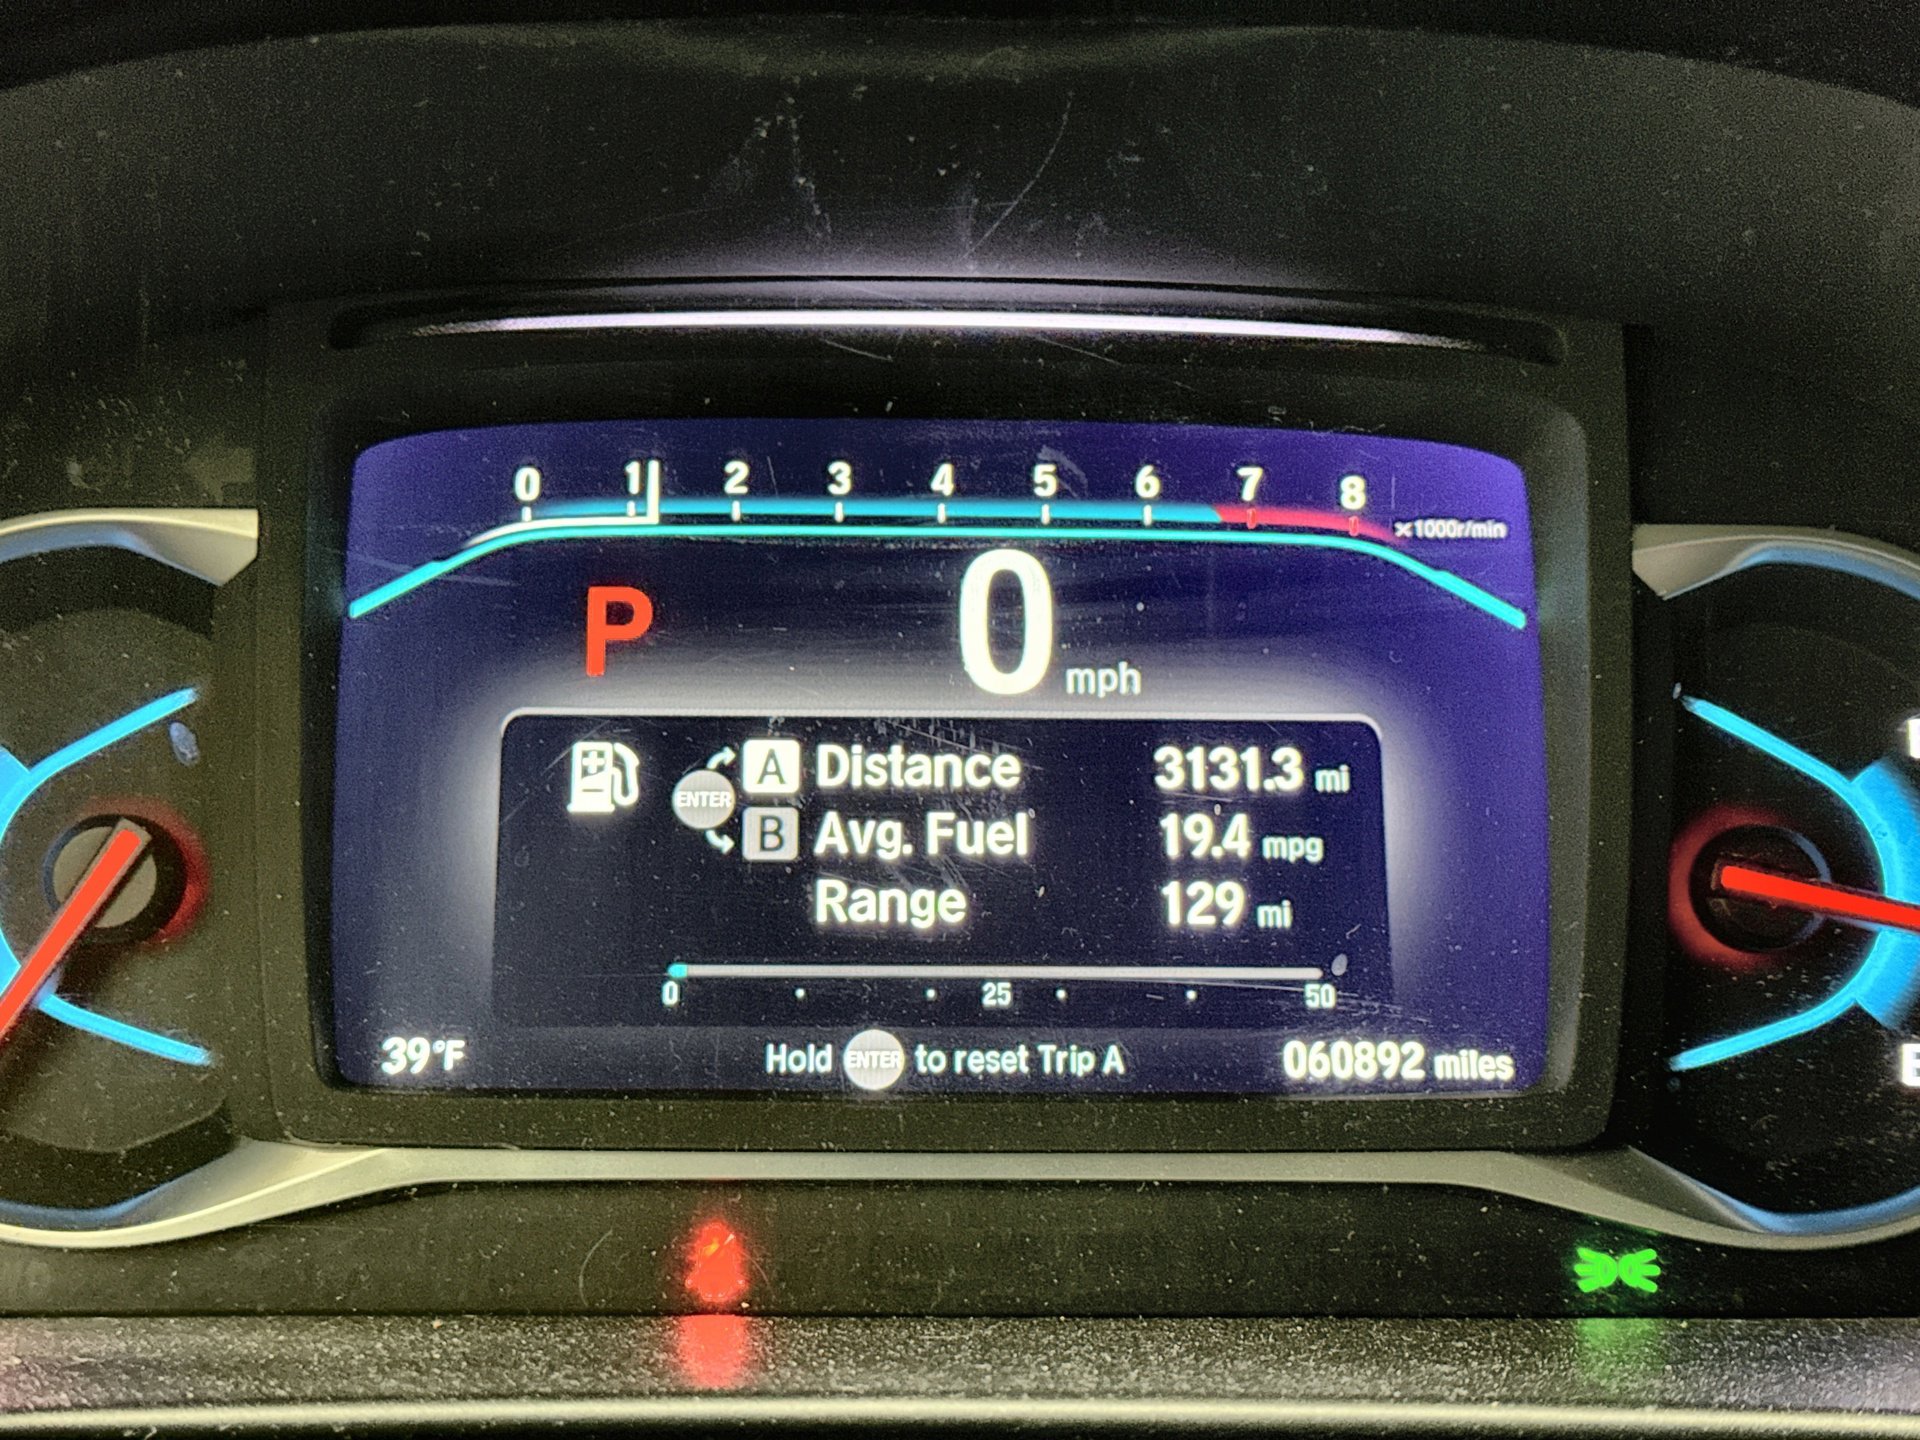 0 1 2 3 4 5 6 7 8
×1000r/min
P 0 mph
A Distance 3131.3 mi
ENTER
B Avg. Fuel 19.4 mpg
Range 129 mi
0 25 50
39°F Hold ENTER to reset Trip A 060892 miles